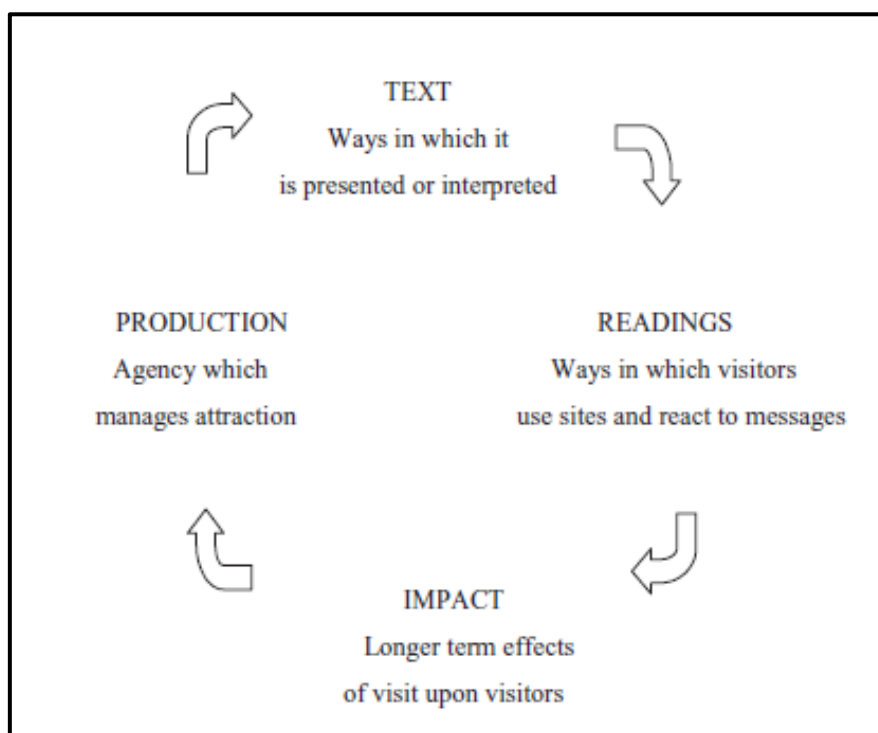 TEXT
Ways in which it
is presented or interpreted
PRODUCTION
Agency which
manages attraction
READINGS
Ways in which visitors
use sites and react to messages
IMPACT
Longer term effects
of visit upon visitors